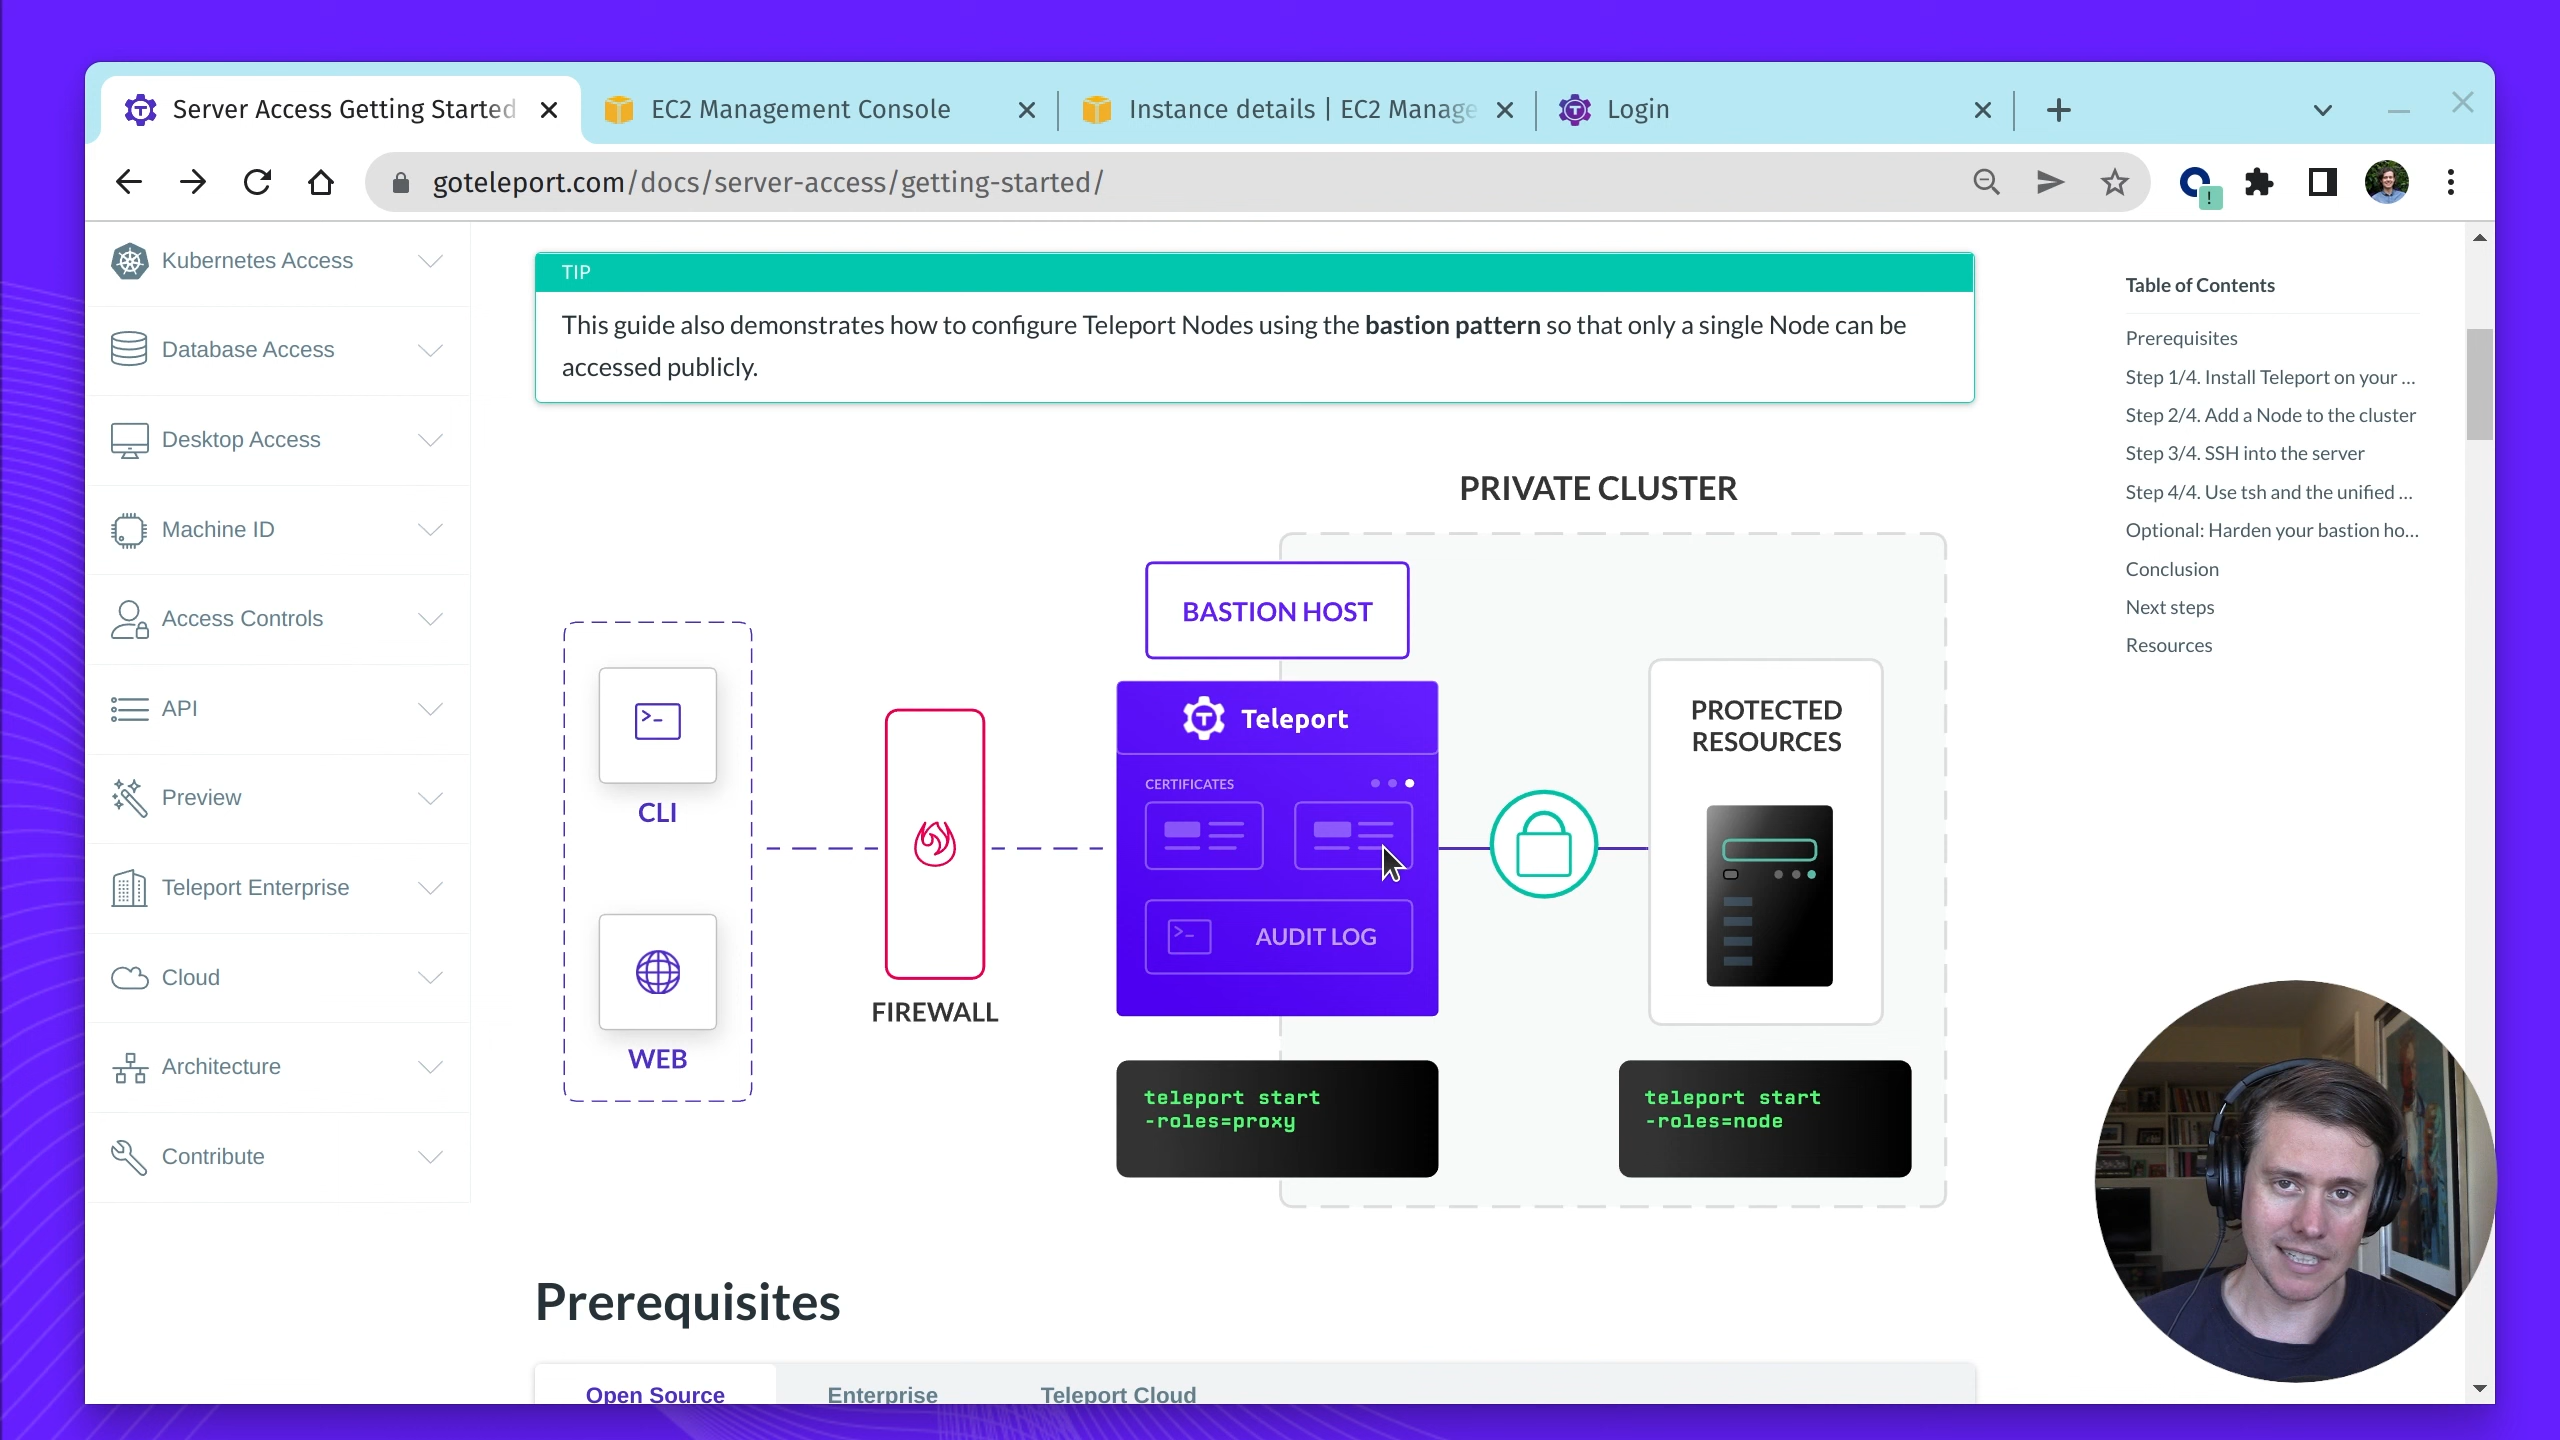 Server Access Getting Started
EC2 Management Console
Instance details | EC2 Manage
Login
goteleport.com/docs/server-access/getting-started/
Kubernetes Access
Database Access
Desktop Access
Machine ID
Access Controls
API
Preview
Teleport Enterprise
Cloud
Architecture
Contribute
TIP
This guide also demonstrates how to configure Teleport Nodes using the bastion pattern so that only a single Node can be
accessed publicly.
PRIVATE CLUSTER
BASTION HOST
Teleport
CERTIFICATES
AUDIT LOG
CLI
WEB
FIREWALL
PROTECTED
RESOURCES
teleport start
-roles=proxy
teleport start
-roles=node
Prerequisites
Open Source
Enterprise
Teleport Cloud
Table of Contents
Prerequisites
Step 1/4. Install Teleport on your ...
Step 2/4. Add a Node to the cluster
Step 3/4. SSH into the server
Step 4/4. Use tsh and the unified ...
Optional: Harden your bastion ho...
Conclusion
Next steps
Resources